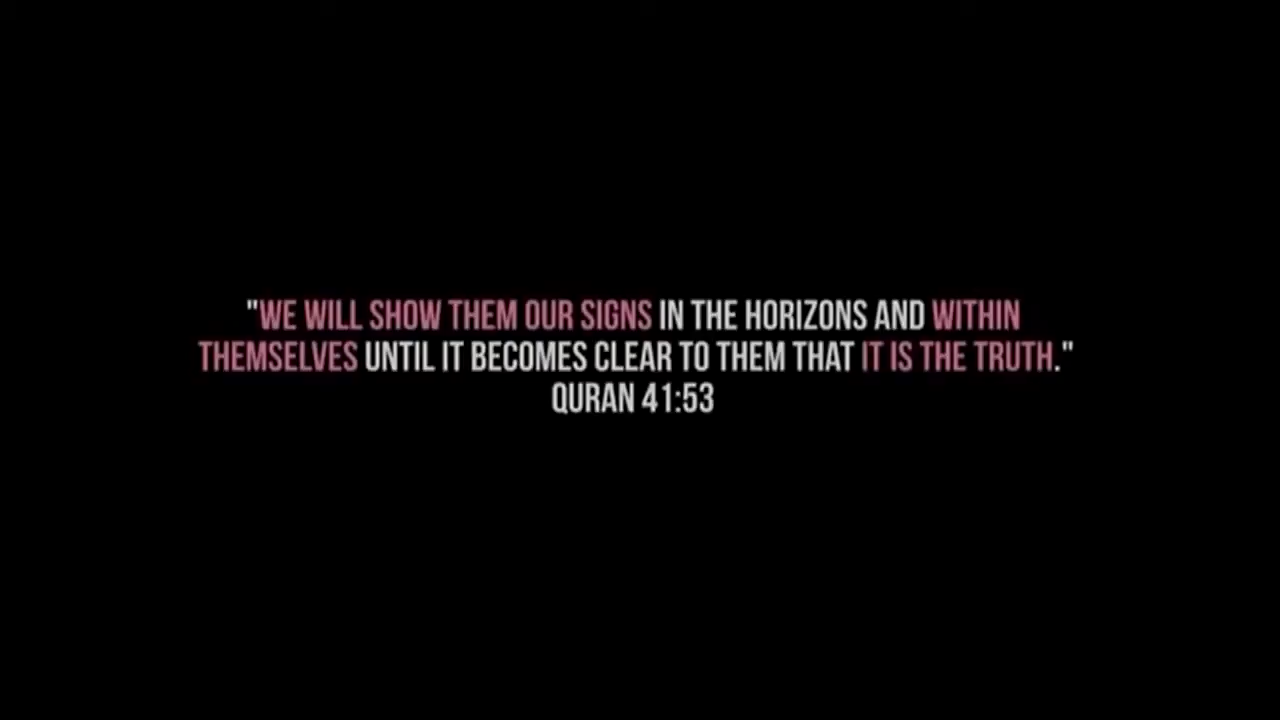 "WE WILL SHOW THEM OUR SIGNS IN THE HORIZONS AND WITHIN
THEMSELVES UNTIL IT BECOMES CLEAR TO THEM THAT IT IS THE TRUTH."
QURAN 41:53